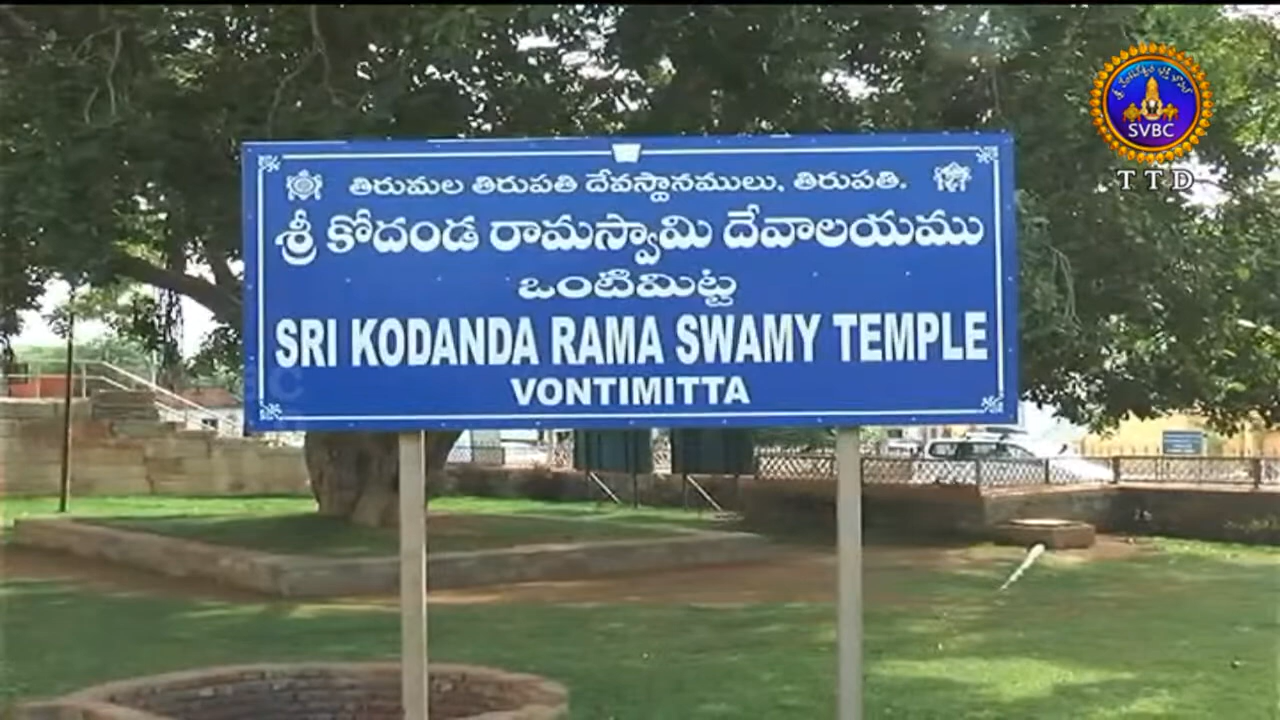 తిరుమల తిరుపతి దేవస్థానములు, తిరుపతి.
శ్రీ కోదండ రామస్వామి దేవాలయము
ఒంటిమిట్ట
SRI KODANDA RAMA SWAMY TEMPLE
VONTIMITTA
SVBC
TTD